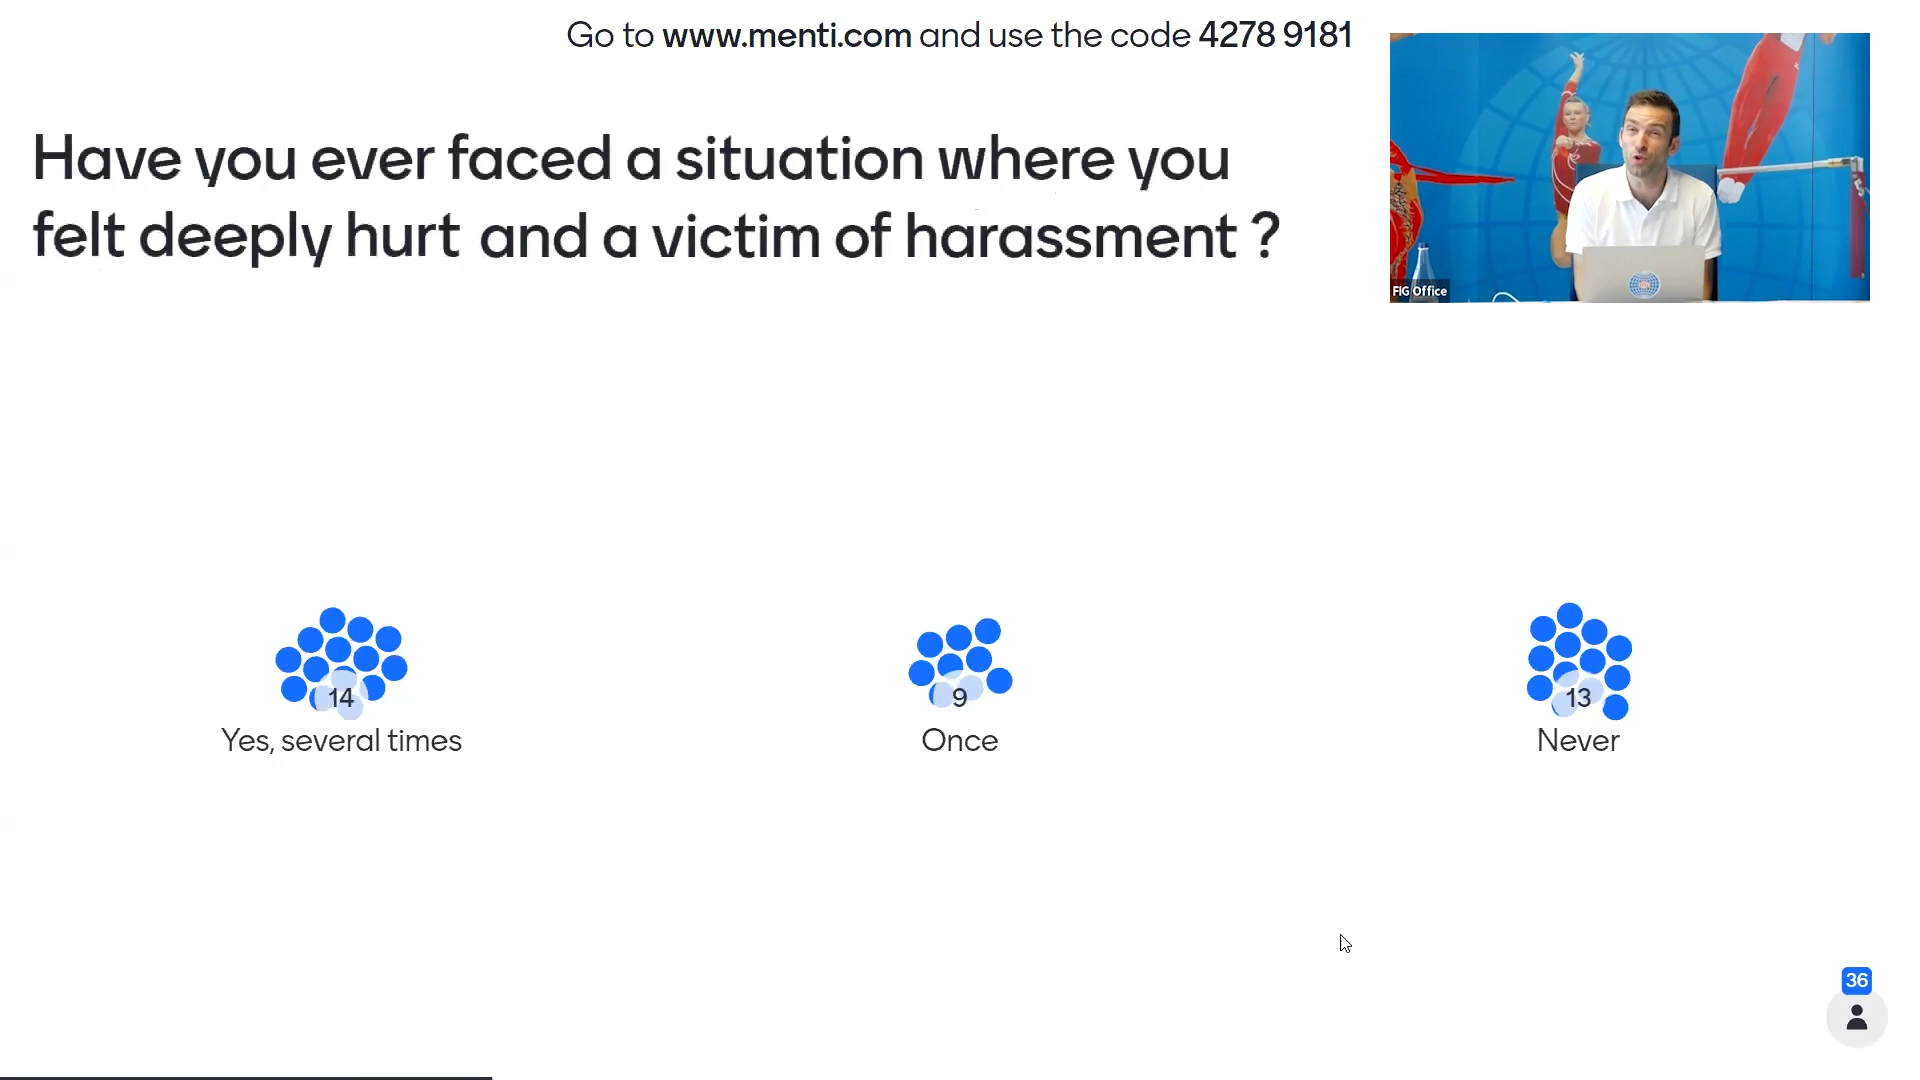 Go to www.menti.com and use the code 4278 9181
Have you ever faced a situation where you
felt deeply hurt and a victim of harassment ?
FIG Office
14
9
13
Yes, several times
Once
Never
36